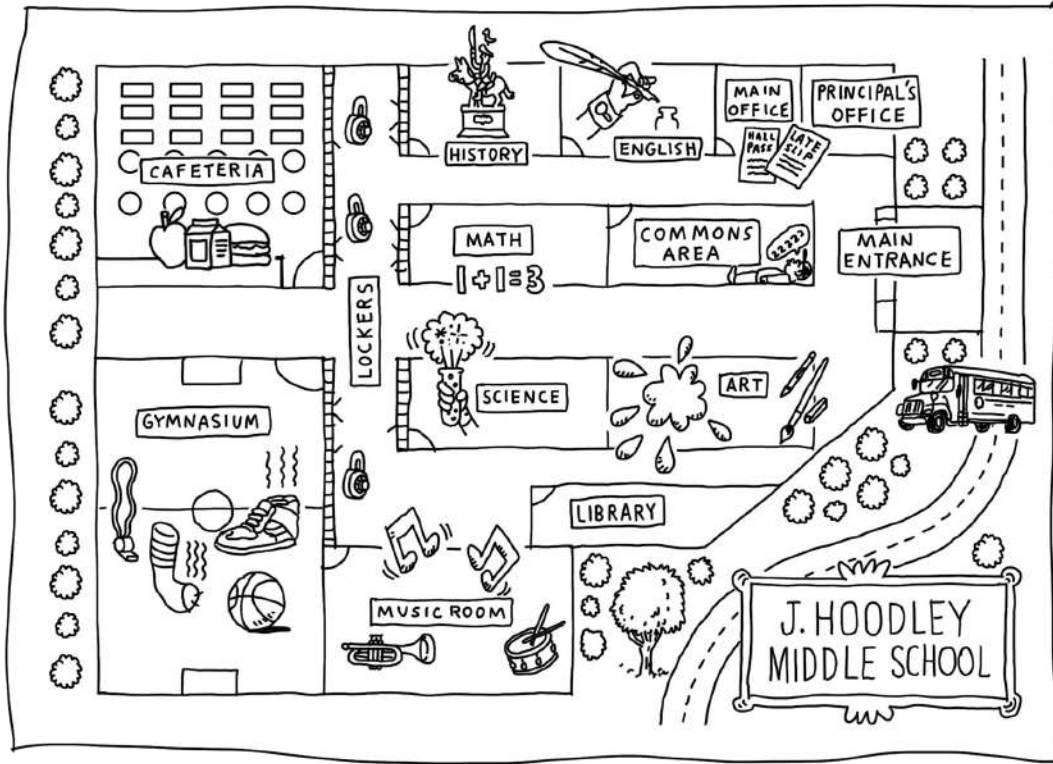 CAFETERIA
HISTORY
ENGLISH
MAIN
OFFICE
PRINCIPAL'S
OFFICE
HALL
PASS
LATE
SLIP
MATH
1+1=3
COMMONS
AREA
ZZZZZ
MAIN
ENTRANCE
LOCKERS
SCIENCE
ART
GYMNASIUM
LIBRARY
MUSIC ROOM
J. HOODLEY
MIDDLE SCHOOL